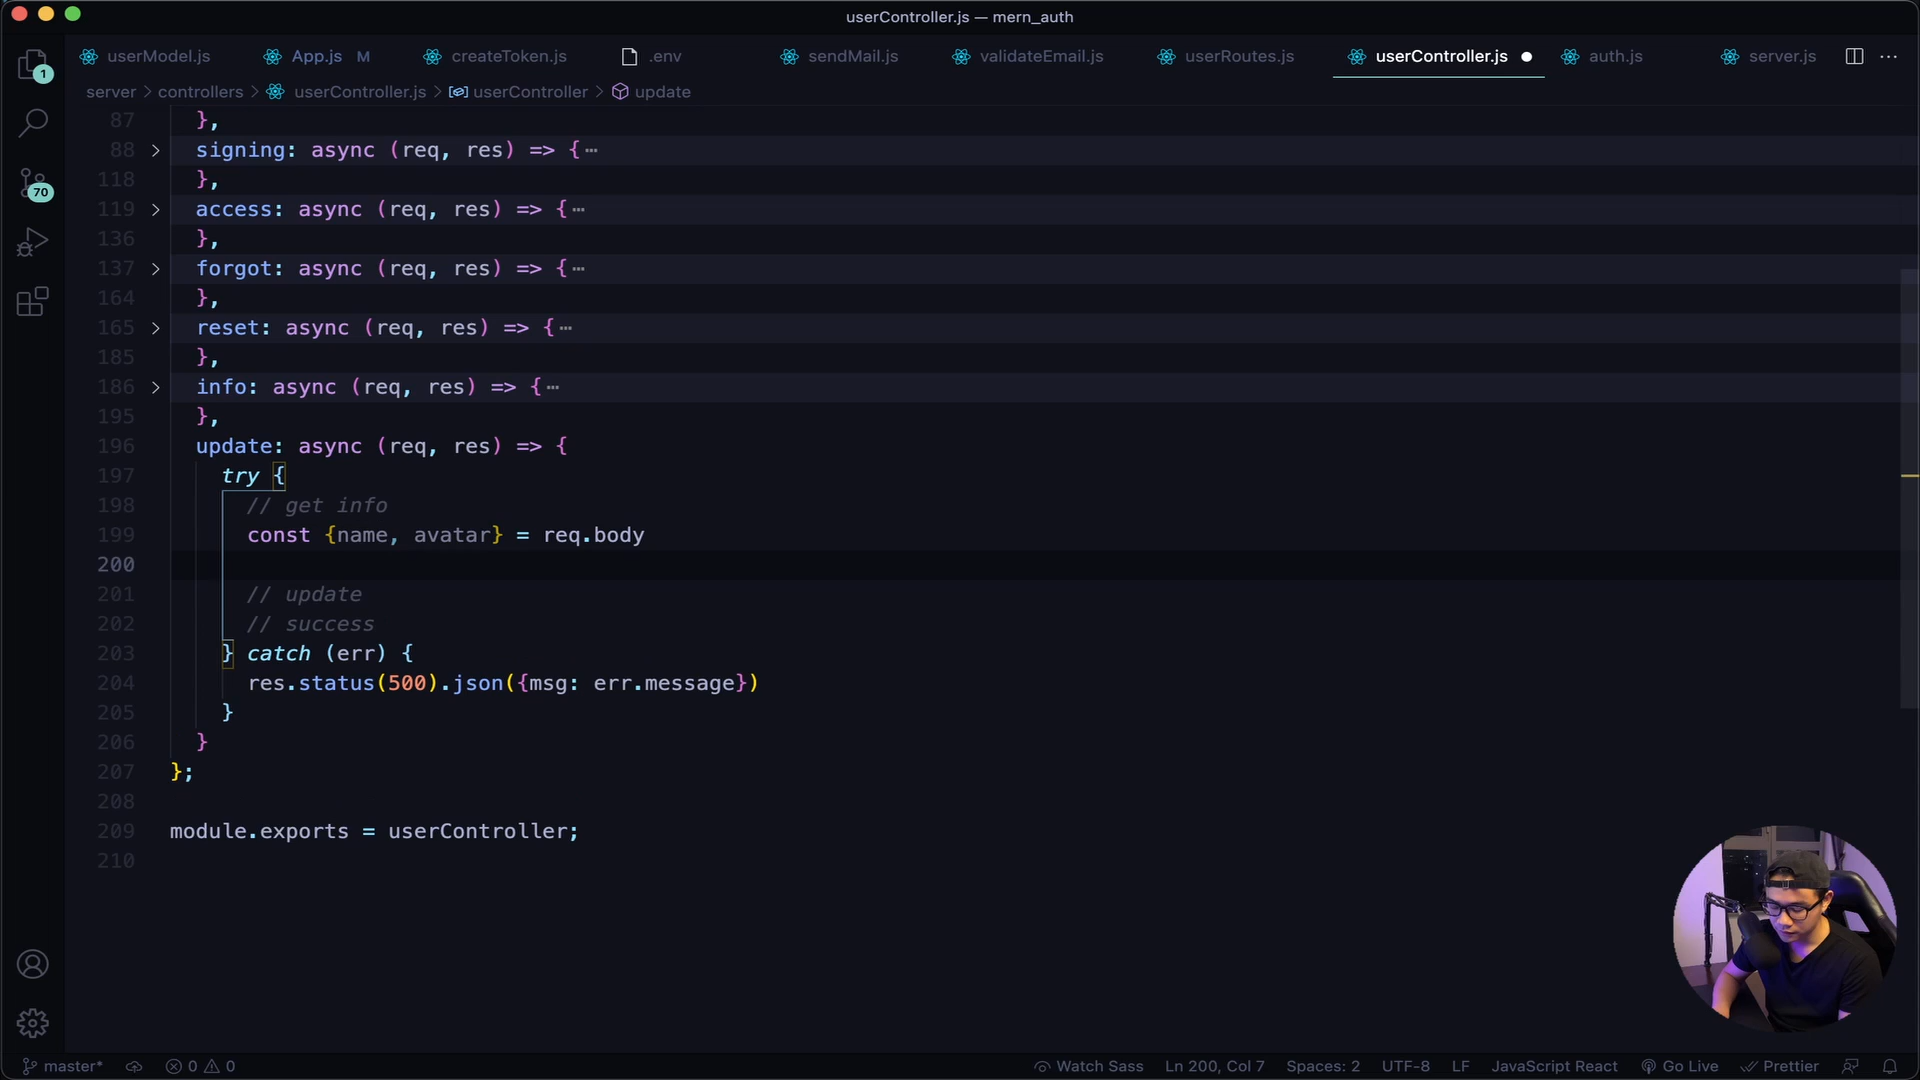 userController.js — mern_auth
userModel.js App.js M createToken.js .env sendMail.js validateEmail.js userRoutes.js userController.js auth.js server.js
server > controllers > userController.js > userController > update
87 },
88 signing: async (req, res) => {
118 },
119 access: async (req, res) => {
136 },
137 forgot: async (req, res) => {
164 },
165 reset: async (req, res) => {
185 },
186 info: async (req, res) => {
195 },
196 update: async (req, res) => {
197 try {
198 // get info
199 const {name, avatar} = req.body
200
201 // update
202 // success
203 } catch (err) {
204 res.status(500).json({msg: err.message})
205 }
206 }
207 };
208
209 module.exports = userController;
210
1
70
master* 0 0 Watch Sass Ln 200, Col 7 Spaces: 2 UTF-8 LF JavaScript React Go Live Prettier